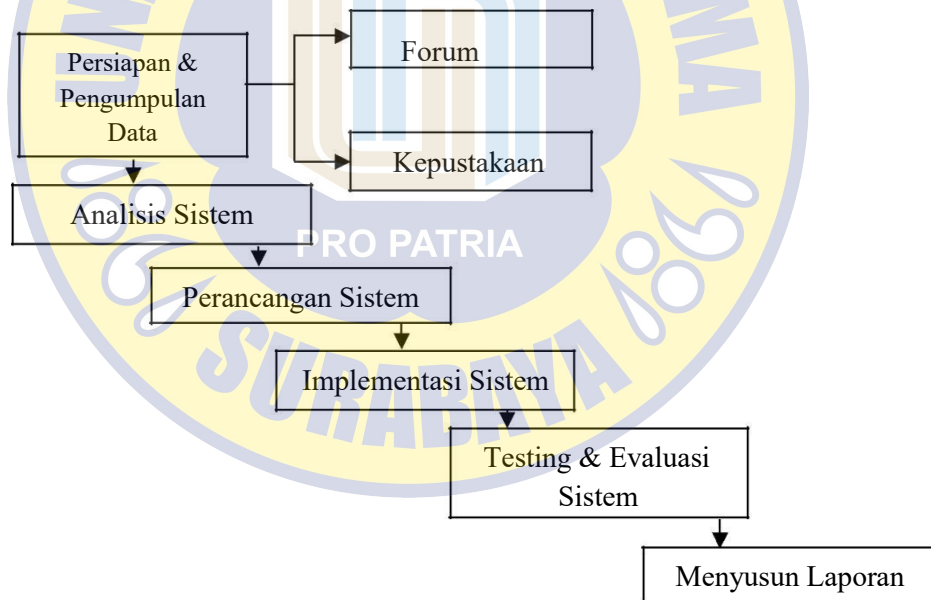 Persiapan &
Pengumpulan
Data
Forum
Kepustakaan
Analisis Sistem
PRO PATRIA
Perancangan Sistem
Implementasi Sistem
SURABAYA
Testing & Evaluasi
Sistem
Menyusun Laporan